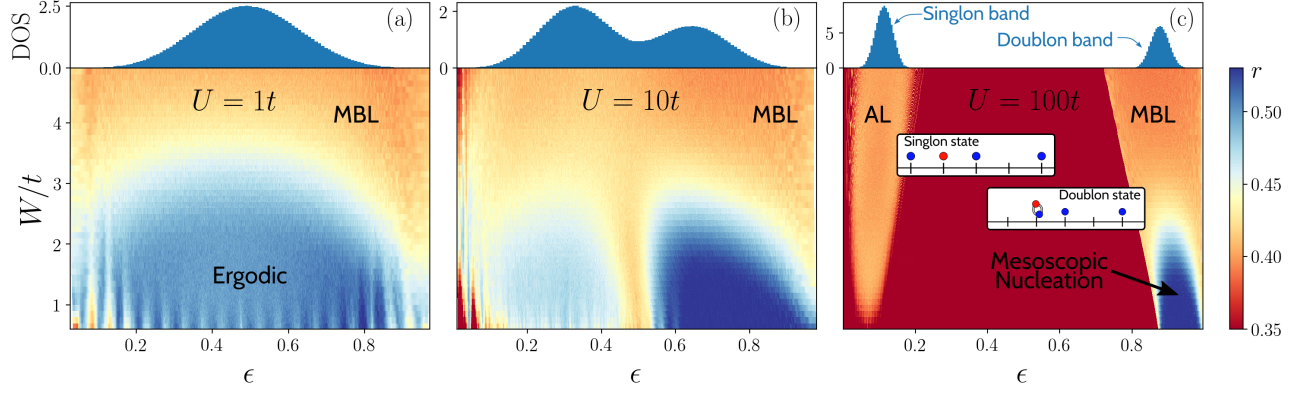 DOS
2.5
0.0
(a)
2
0
(b)
5
0
(c)
Singlon band
Doublon band
W/t
4
3
2
1
U = 1t
MBL
Ergodic
U = 10t
MBL
AL
U = 100t
MBL
Singlon state
Doublon state
Mesoscopic
Nucleation
r
0.50
0.45
0.40
0.35
0.2 0.4 0.6 0.8
0.2 0.4 0.6 0.8
0.2 0.4 0.6 0.8
ϵ
ϵ
ϵ